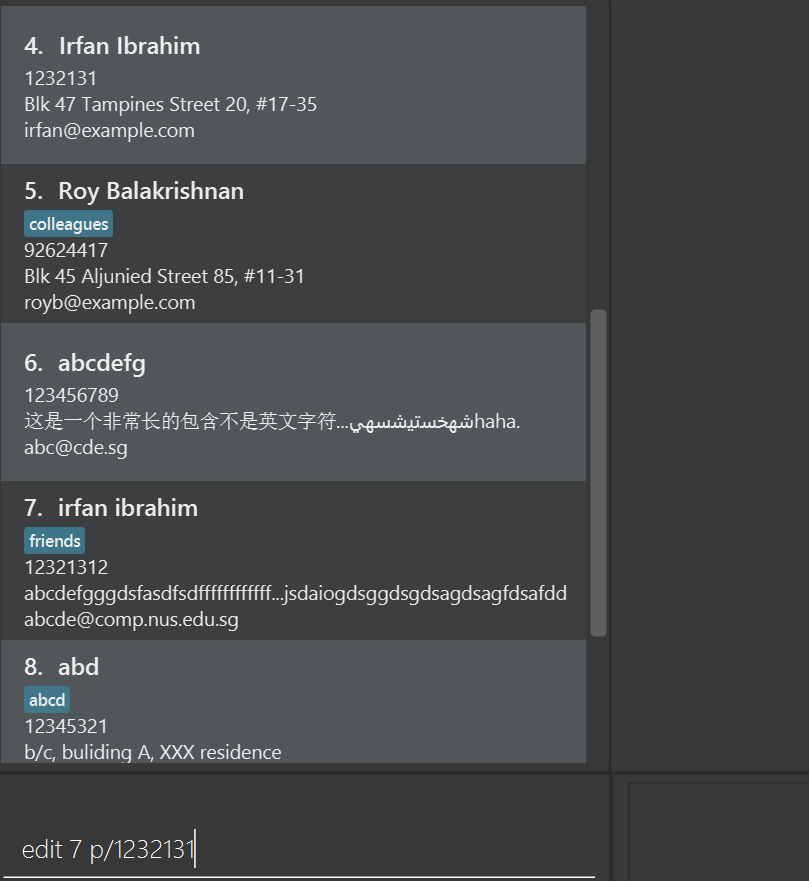 4. Irfan Ibrahim
1232131
Blk 47 Tampines Street 20, #17-35
irfan@example.com
5. Roy Balakrishnan
colleagues
92624417
Blk 45 Aljunied Street 85, #11-31
royb@example.com
6. abcdefg
123456789
这是一个非常长的包含不是英文字符...شهخستيشسهيhaha.
abc@cde.sg
7. irfan ibrahim
friends
12321312
abcdefgggdsfasdfsdffffffffffff...jsdaiogdsggdsgdsagdsagfdsafdd
abcde@comp.nus.edu.sg
8. abd
abcd
12345321
b/c, buliding A, XXX residence
edit 7 p/1232131